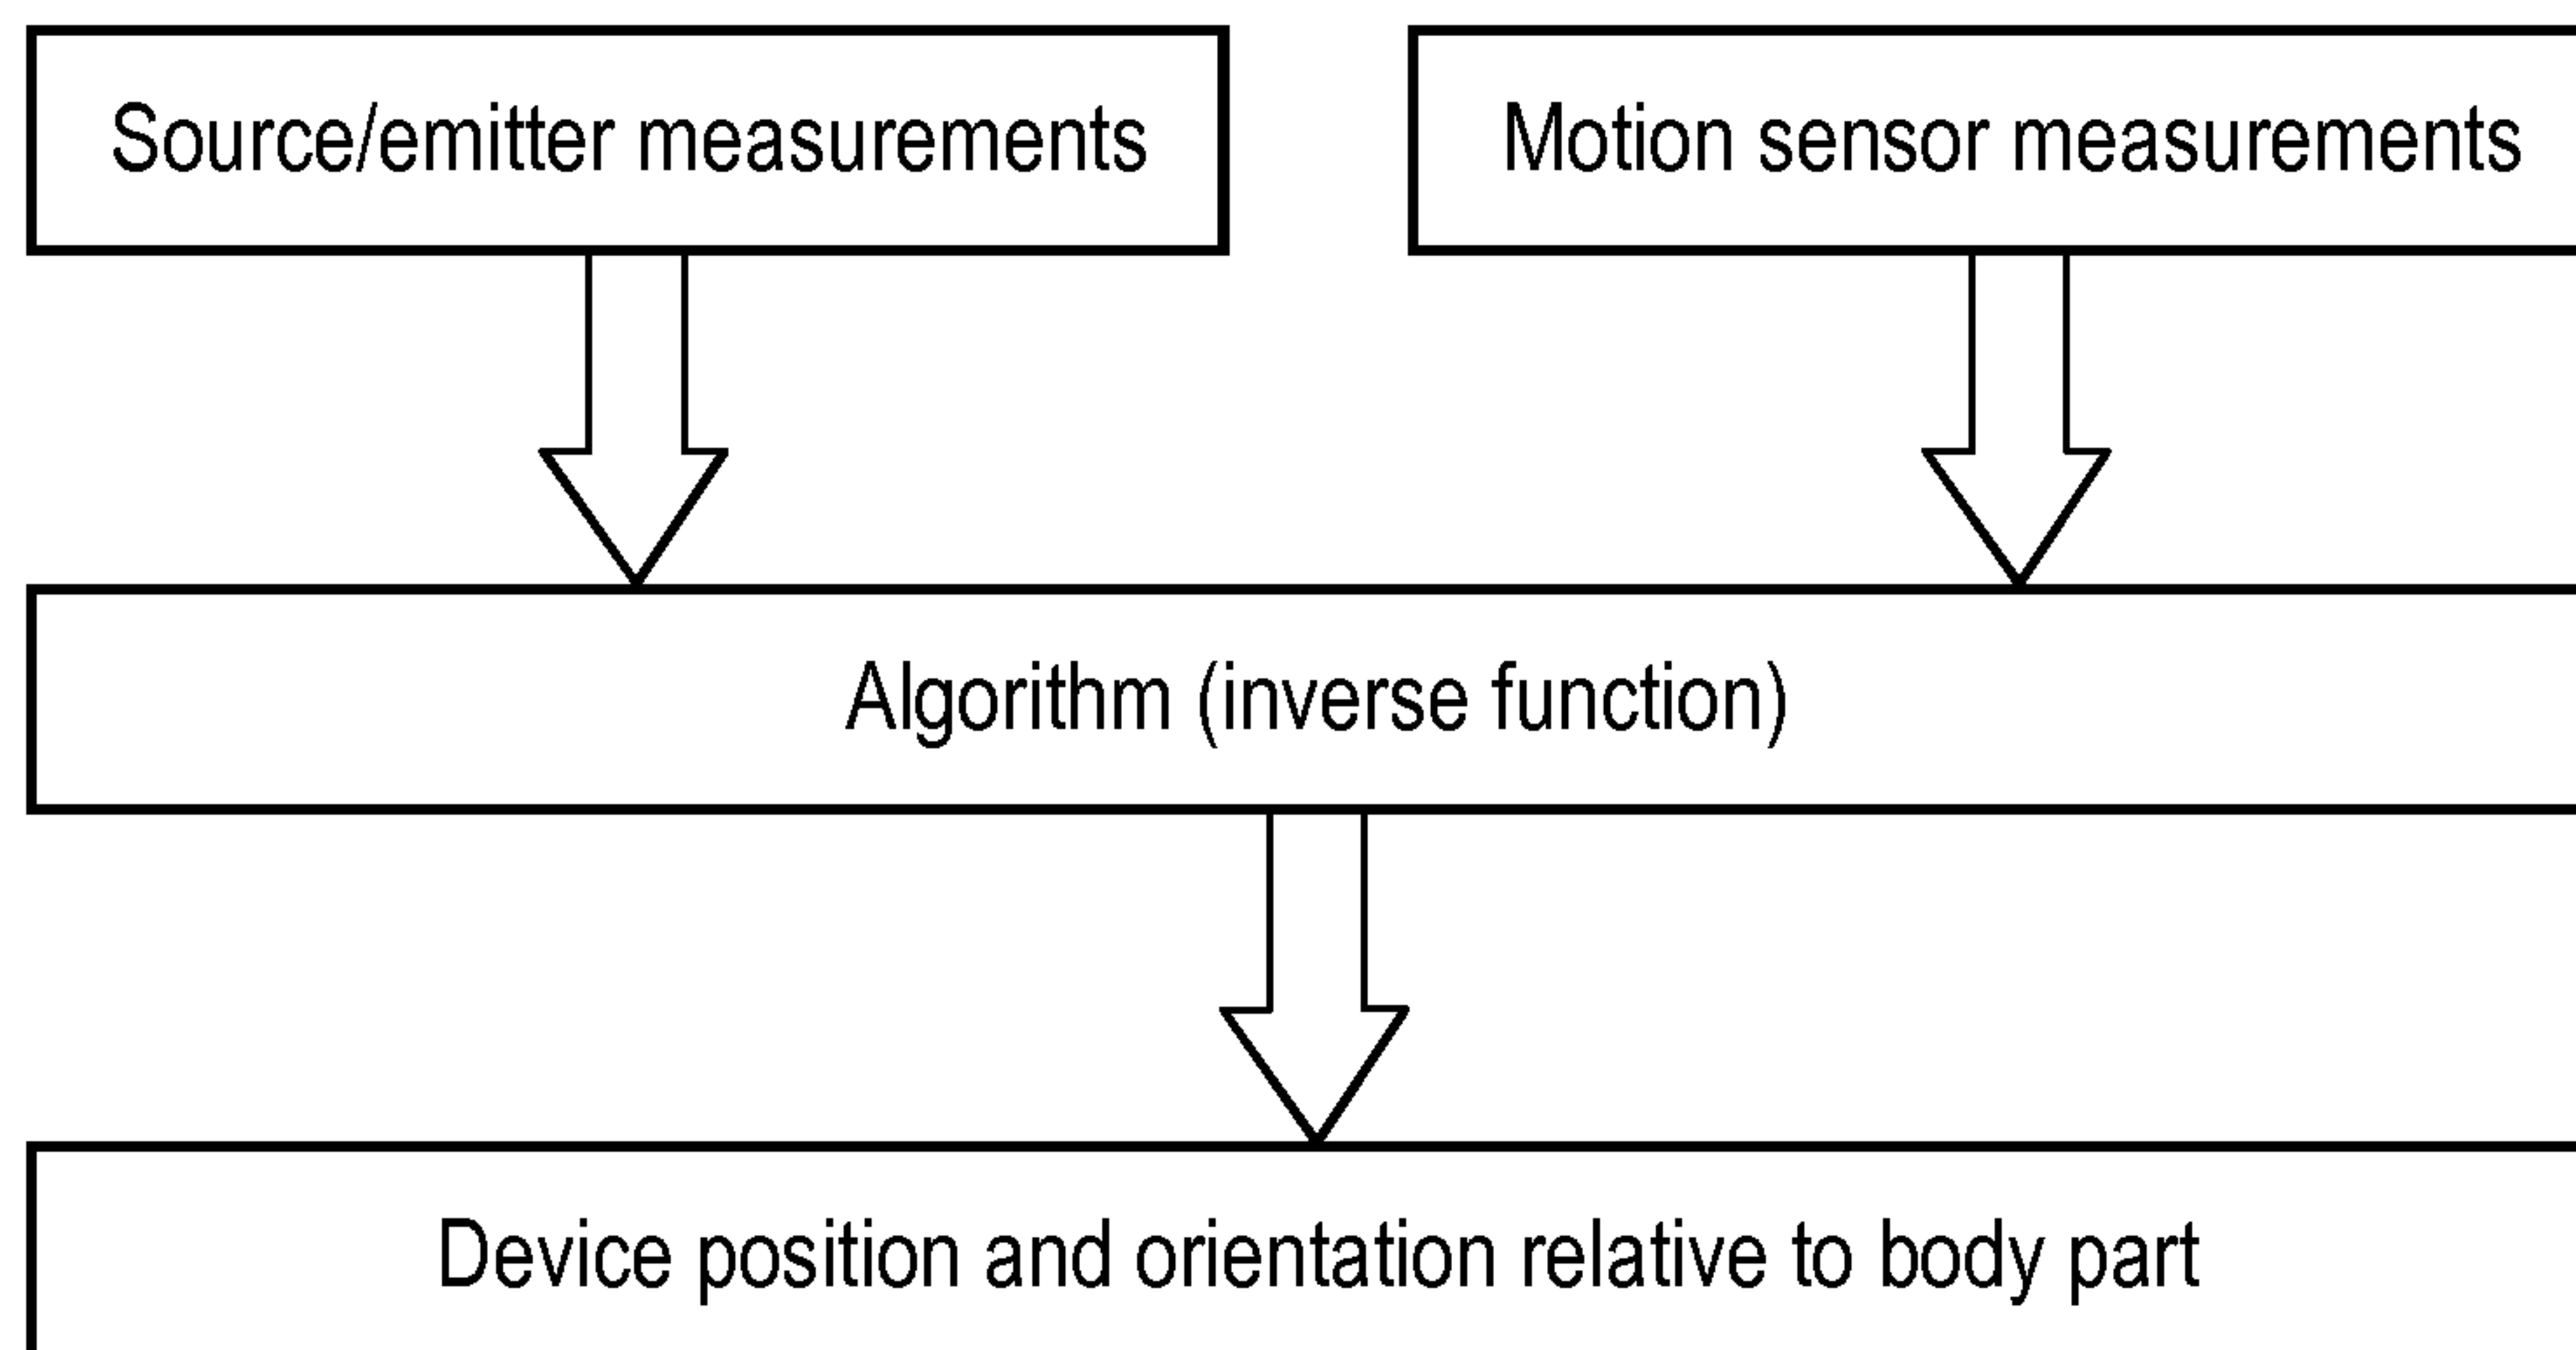 Source/emitter measurements
Motion sensor measurements
Algorithm (inverse function)
Device position and orientation relative to body part